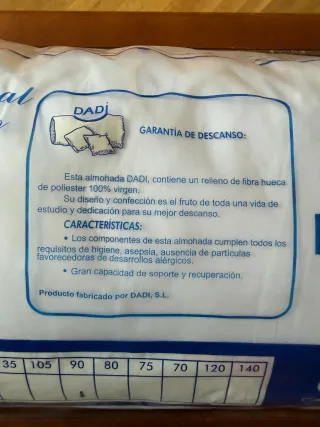 al
DADI
GARANTÍA DE DESCANSO:
Esta almohada DADI, contiene un relleno de fibra hueca
de poliester 100% virgen.
Su diseño y confección es el fruto de toda una vida de
estudio y dedicación para su mejor descanso.
CARACTERÍSTICAS:
• Los componentes de esta almohada cumplen todos los
requisitos de higiene, asepsia, ausencia de partículas
favorecedoras de desarrollos alérgicos.
• Gran capacidad de soporte y recuperación.
Producto fabricado por DADI, S.L.
35 105 90 80 75 70 120 140